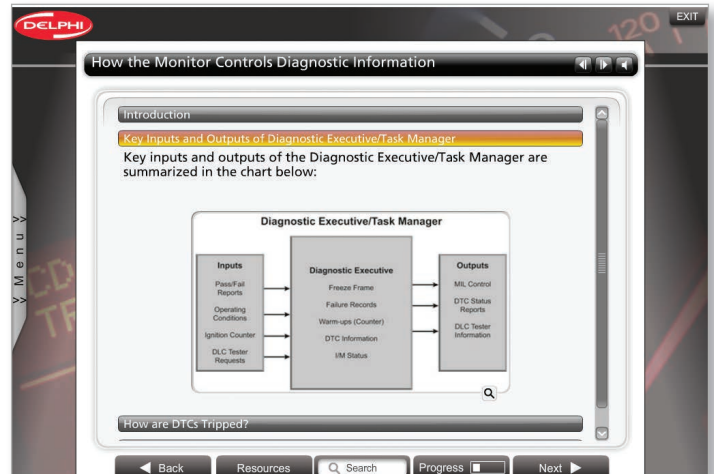 DELPHI
EXIT
120
How the Monitor Controls Diagnostic Information
Introduction
Key Inputs and Outputs of Diagnostic Executive/Task Manager
Key inputs and outputs of the Diagnostic Executive/Task Manager are
summarized in the chart below:
Diagnostic Executive/Task Manager
Inputs
Pass/Fail
Reports
Operating
Conditions
Ignition Counter
DLC Tester
Requests
Diagnostic Executive
Freeze Frame
Failure Records
Warm-ups (Counter)
DTC Information
I/M Status
Outputs
MIL Control
DTC Status
Reports
DLC Tester
Information
How are DTCs Tripped?
>> Menu >>
CD
TR
Back
Resources
Search
Progress
Next